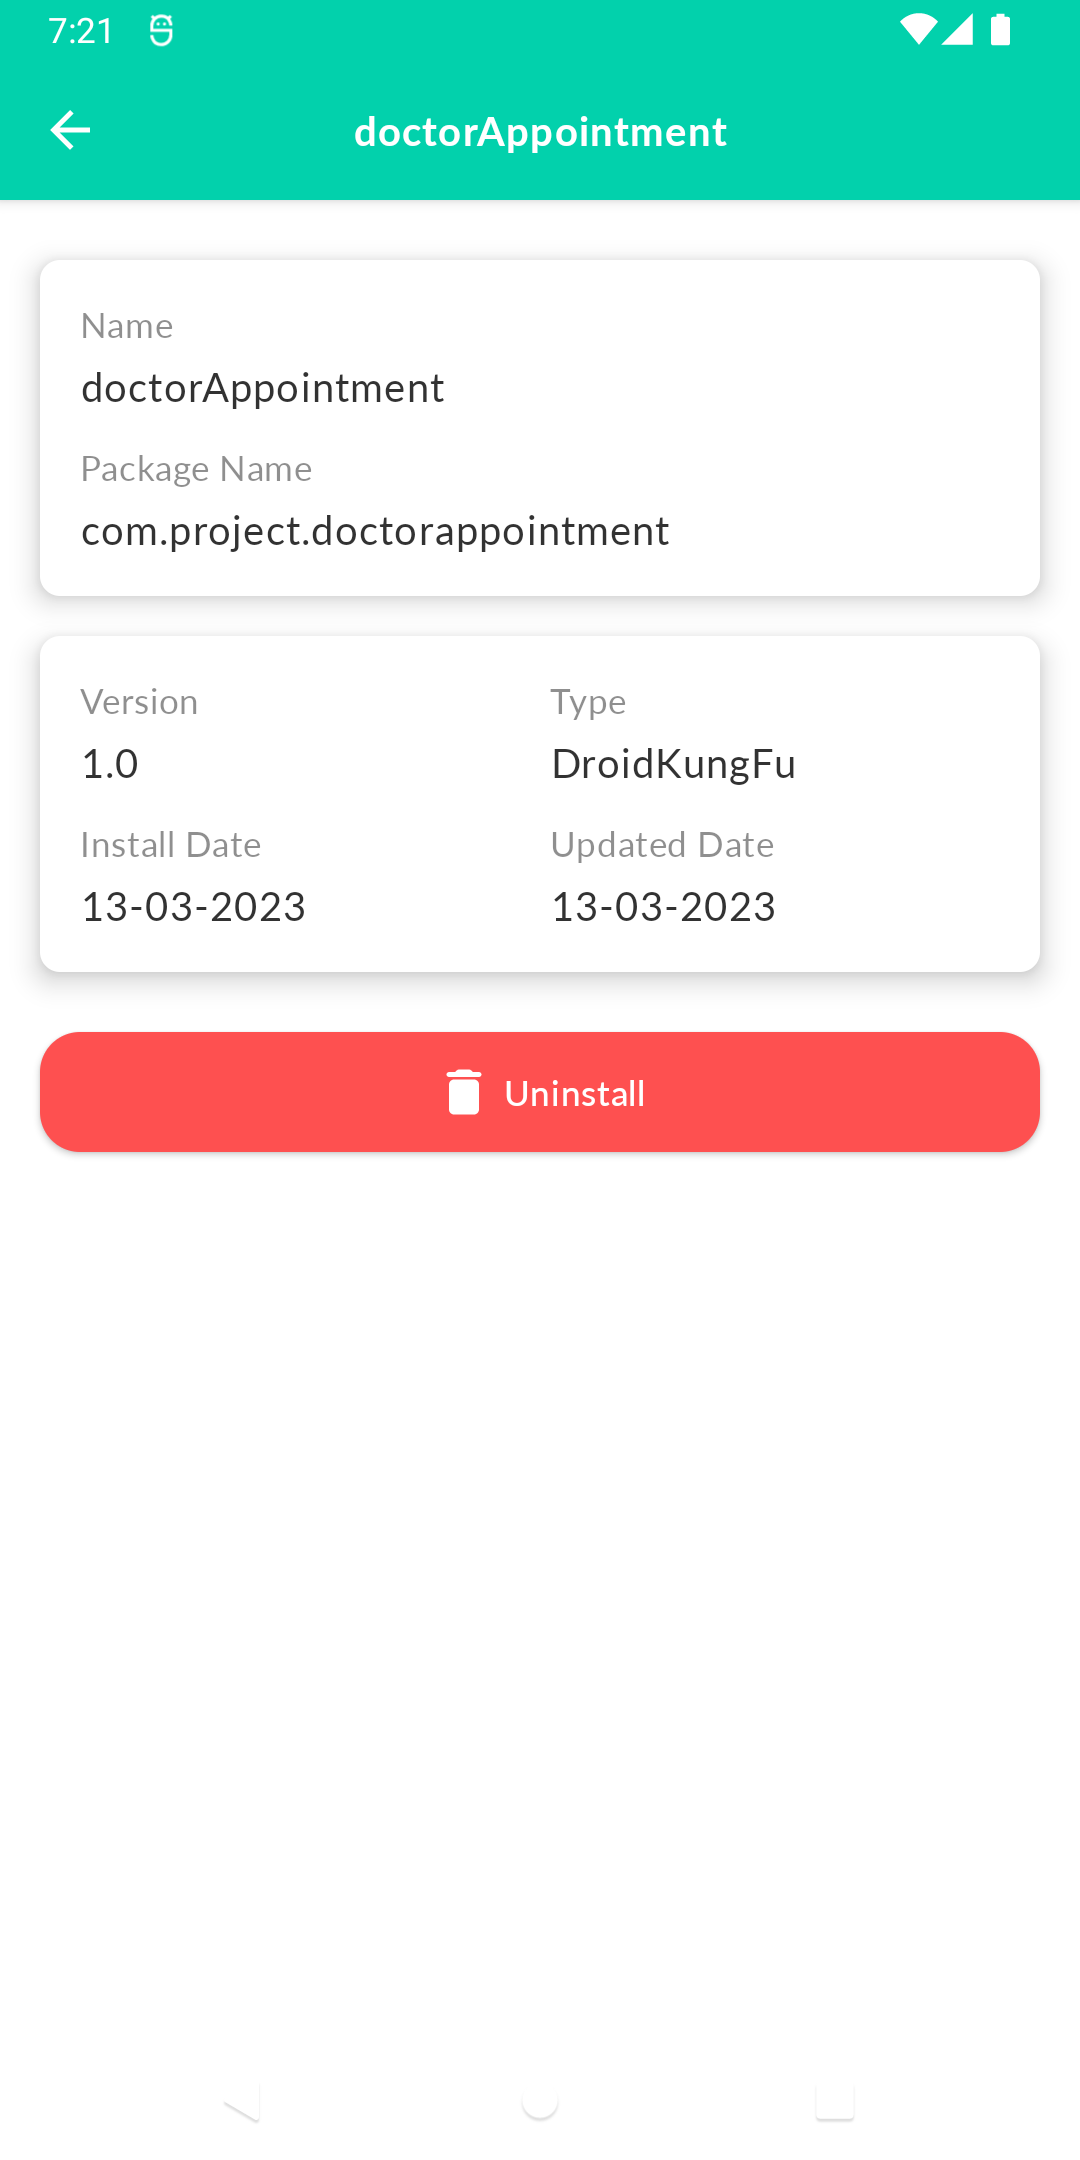 7:21
doctorAppointment
Name
doctorAppointment
Package Name
com.project.doctorappointment
Version
Type
1.0
DroidKungFu
Install Date
Updated Date
13-03-2023
13-03-2023
Uninstall